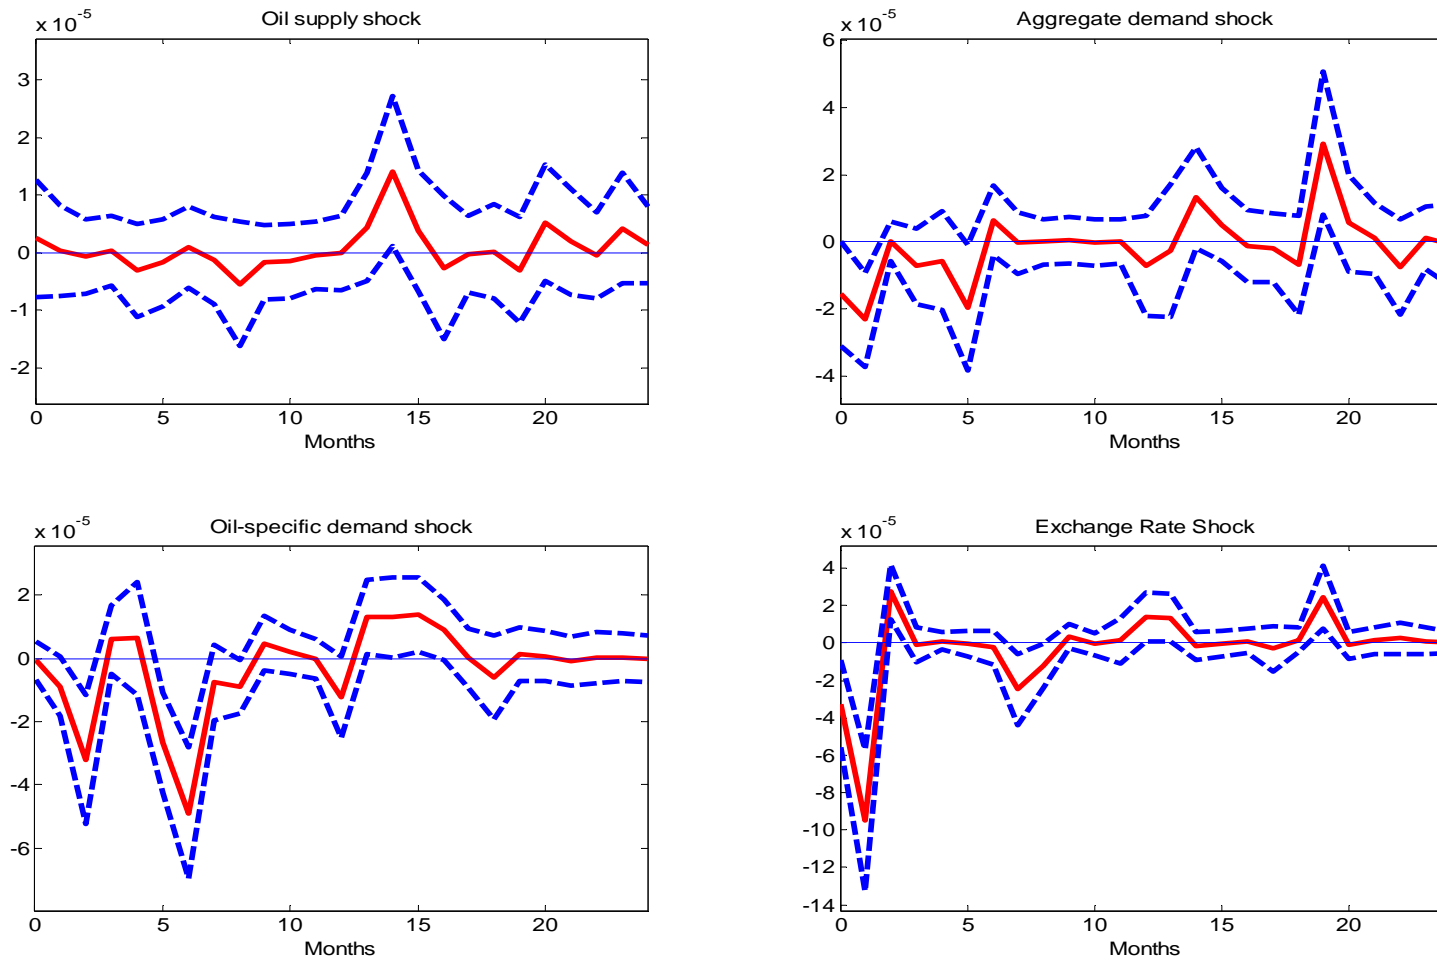 Oil supply shock
x 10^-5
3
2
1
0
-1
-2
0 5 10 15 20
Months
Aggregate demand shock
x 10^-5
6
4
2
0
-2
-4
0 5 10 15 20
Months
Oil-specific demand shock
x 10^-5
2
0
-2
-4
-6
0 5 10 15 20
Months
Exchange Rate Shock
x 10^-5
4
2
0
-2
-4
-6
-8
-10
-12
-14
0 5 10 15 20
Months